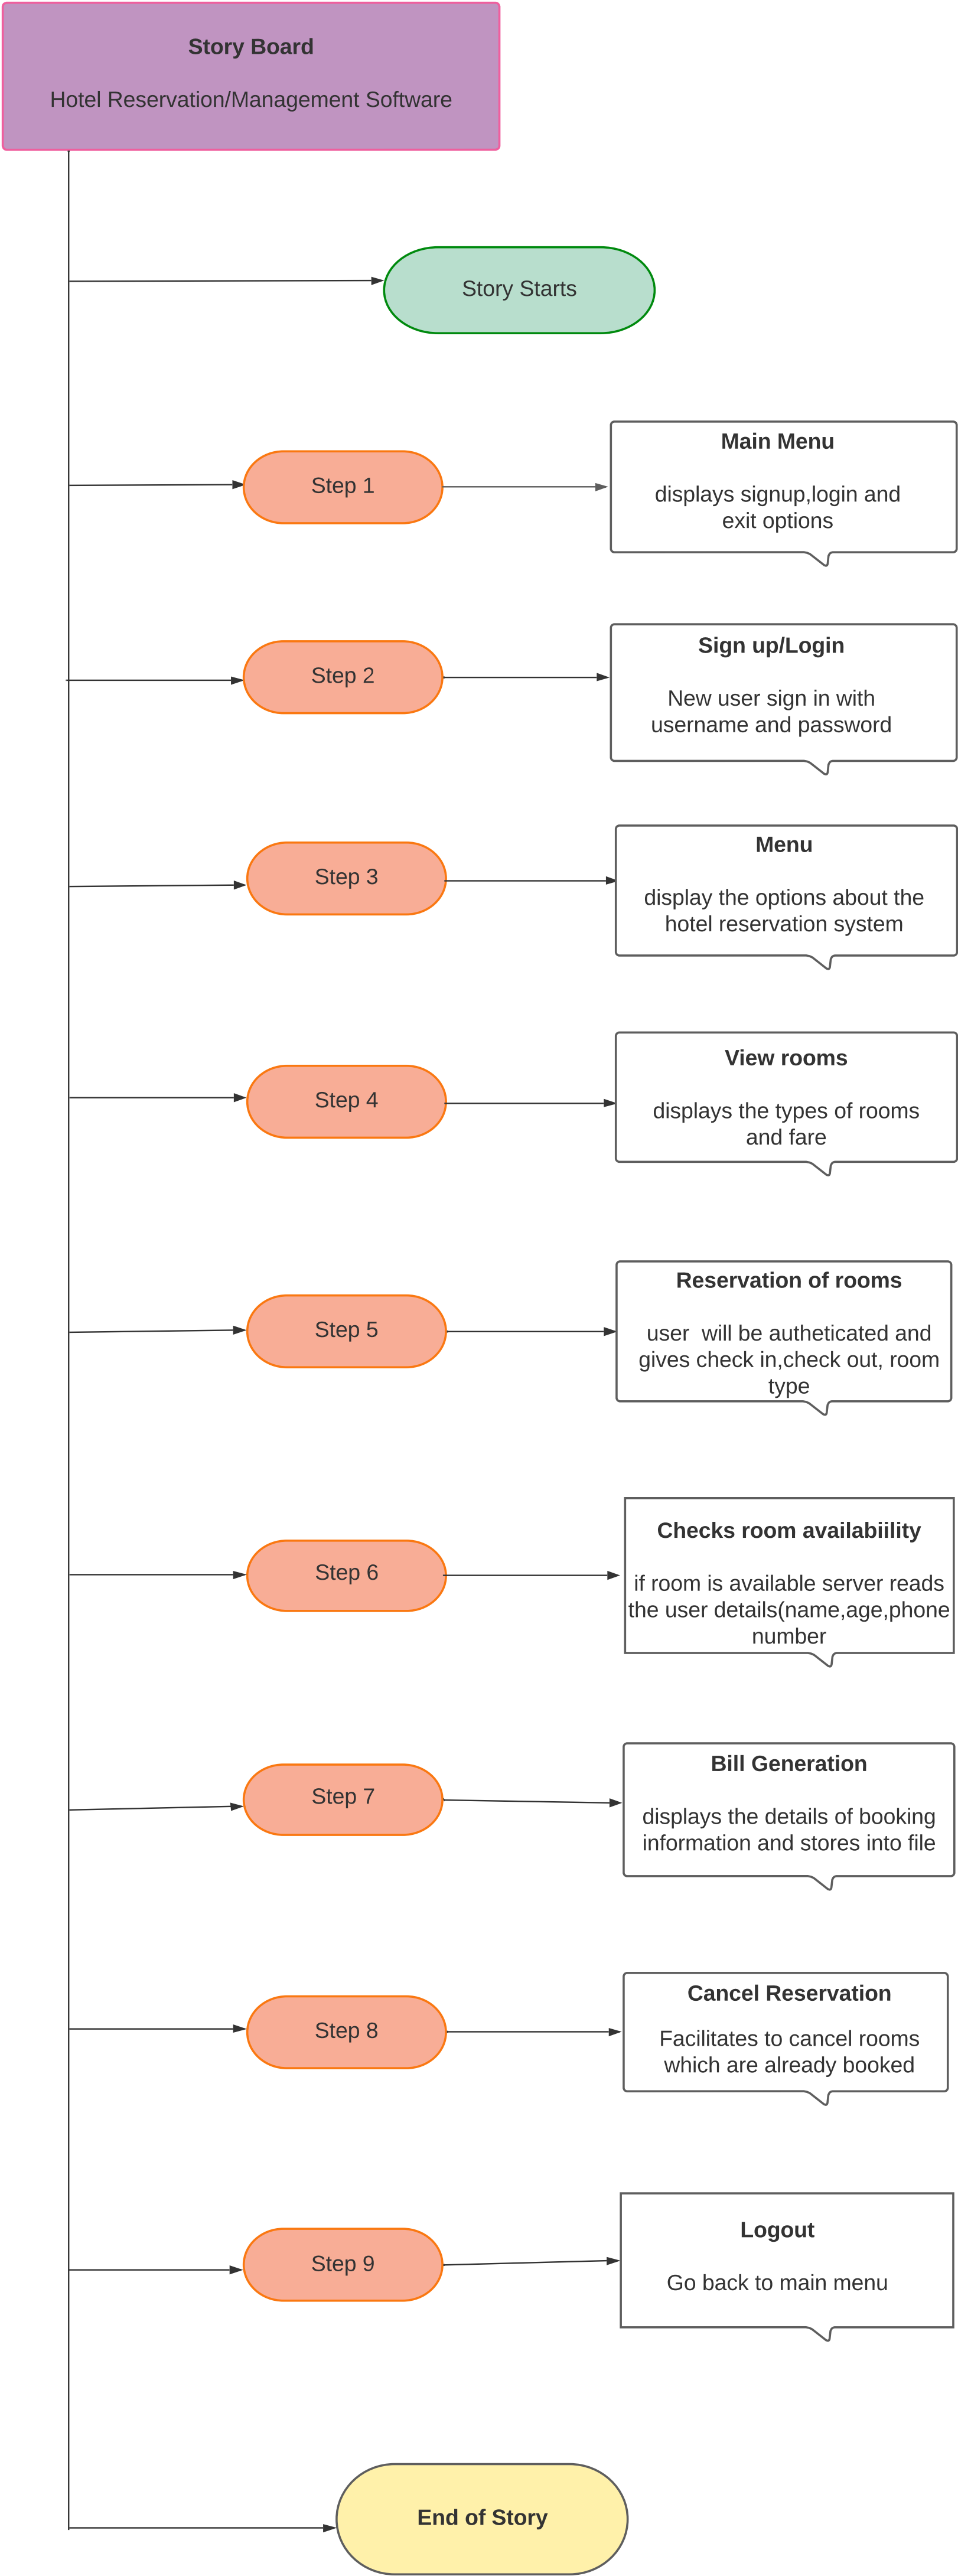 Story Board
Hotel Reservation/Management Software
Story Starts
Step 1
Main Menu
displays signup,login and
exit options
Step 2
Sign up/Login
New user sign in with
username and password
Step 3
Menu
display the options about the
hotel reservation system
Step 4
View rooms
displays the types of rooms
and fare
Step 5
Reservation of rooms
user  will be autheticated and
gives check in,check out, room
type
Step 6
Checks room availabiility
if room is available server reads
the user details(name,age,phone
number
Step 7
Bill Generation
displays the details of booking
information and stores into file
Step 8
Cancel Reservation
Facilitates to cancel rooms
which are already booked
Step 9
Logout
Go back to main menu
End of Story